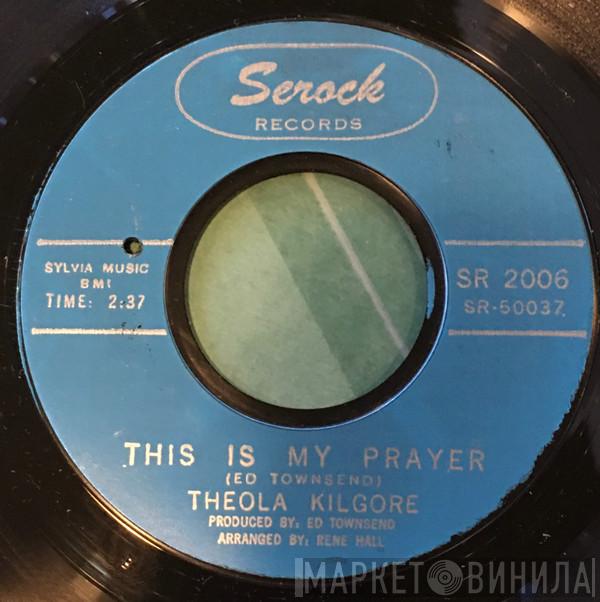 Serock
RECORDS
SYLVIA MUSIC
BMI
TIME: 2:37
SR 2006
SR-50037
THIS IS MY PRAYER
(ED TOWNSEND)
THEOLA KILGORE
PRODUCED BY: ED TOWNSEND
ARRANGED BY: RENE HALL
МАРКЕТ ВИНИЛА